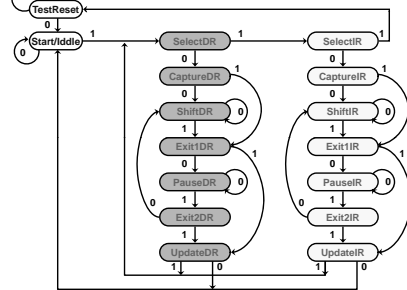 TestReset
0
Start/Iddle 1 SelectDR 1 SelectIR 1
0 0 0
CaptureDR 1 CaptureIR 1
0 0
ShiftDR 0 ShiftIR 0
1 1
Exit1DR 1 Exit1IR 1
0 0
PauseDR 0 PauseIR 0
1 1
0 Exit2DR 0 Exit2IR
1 1
UpdateDR UpdateIR
1 0 1 0